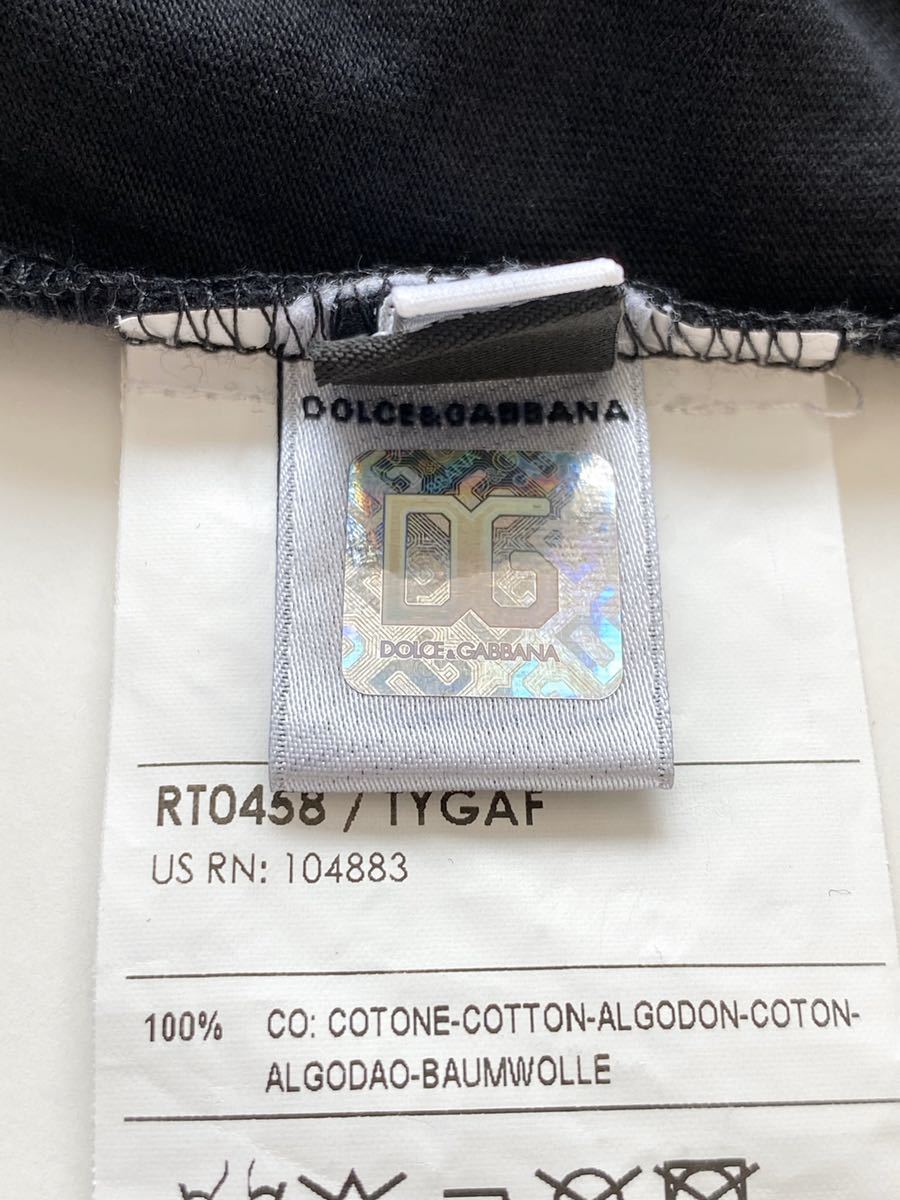 DOLCE&GABBANA
DG
DOLCE&GABBANA
RT0458 / TYGAF
US RN: 104883
100% CO: COTONE-COTTON-ALGODON-COTON-
ALGODAO-BAUMWOLLE